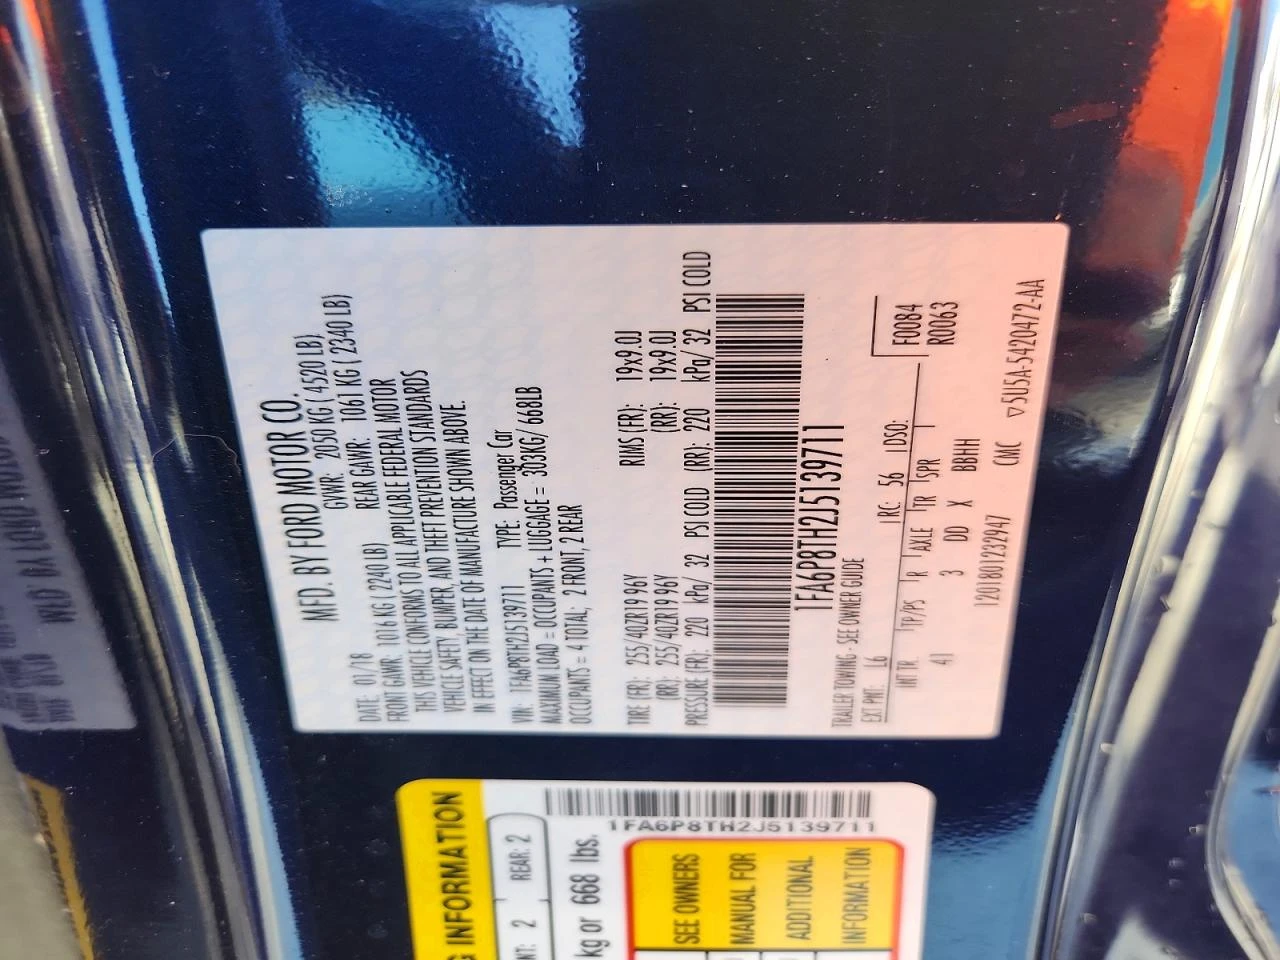 MFD. BY FORD MOTOR CO.
DATE: 01/18 GVWR: 2050 KG ( 4520 LB)
FRONT GAWR: 1016 KG ( 2240 LB) REAR GAWR: 1061 KG ( 2340 LB)
THIS VEHICLE CONFORMS TO ALL APPLICABLE FEDERAL MOTOR
VEHICLE SAFETY, BUMPER, AND THEFT PREVENTION STANDARDS
IN EFFECT ON THE DATE OF MANUFACTURE SHOWN ABOVE.
VIN: 1FA6P8TH2J5139711 TYPE: Passenger Car
MAXIMUM LOAD = OCCUPANTS + LUGGAGE = 303KG/ 668LB
OCCUPANTS = 4 TOTAL, 2 FRONT, 2 REAR
TIRE (FR): 255/40ZR19 96Y RIMS (FR): 19x9.0J
(RR): 255/40ZR19 96Y (RR): 19x9.0J
PRESSURE (FR): 220 kPa/ 32 PSI COLD (RR): 220 kPa/ 32 PSI COLD
1FA6P8TH2J5139711
TRAILER TOWING - SEE OWNER GUIDE
F0084
R0063
EXT PNT: L6 RC: 56 DSO:
INT TR TP/PS R AXLE TR SPR
41 3 DD X BBHH
1201801232947 CMC ▽5U5A-5420472-AA
INFORMATION
REAR: 2
2
kg or 668 lbs.
1FA6P8TH2J5139711
SEE OWNERS
MANUAL FOR
ADDITIONAL
INFORMATION